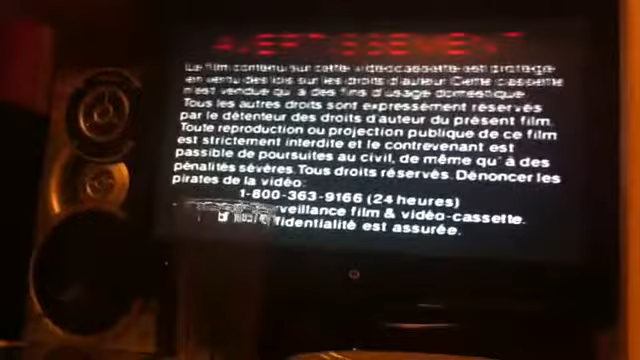 AVERTISSEMENT
Le film contenu sur cette vidéocassette est protégé
en vertu des lois sur les droits d'auteur. Cette cassette
n'est vendue qu'à des fins d'usage domestique.
Tous les autres droits sont expressément réservés
par le détenteur des droits d'auteur du présent film.
Toute reproduction ou projection publique de ce film
est strictement interdite et le contrevenant est
passible de poursuites au civil, de même qu'à des
pénalités sévères. Tous droits réservés. Dénoncer les
pirates de la vidéo:
1-800-363-9166 (24 heures)
veillance film & vidéo-cassette.
fidentialité est assurée.